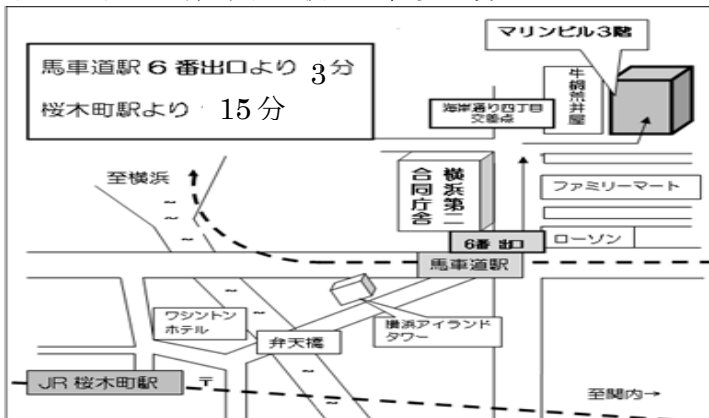 マリンビル3階
馬車道駅6番出口より 3分
桜木町駅より 15分
牛鍋荒井屋
海岸通り四丁目
交差点
至横浜
横浜第二
合同庁舎
ファミリーマート
6番 出口
ローソン
馬車道駅
ワシントン
ホテル
横浜アイランド
タワー
弁天橋
JR 桜木町駅
〒
至関内→